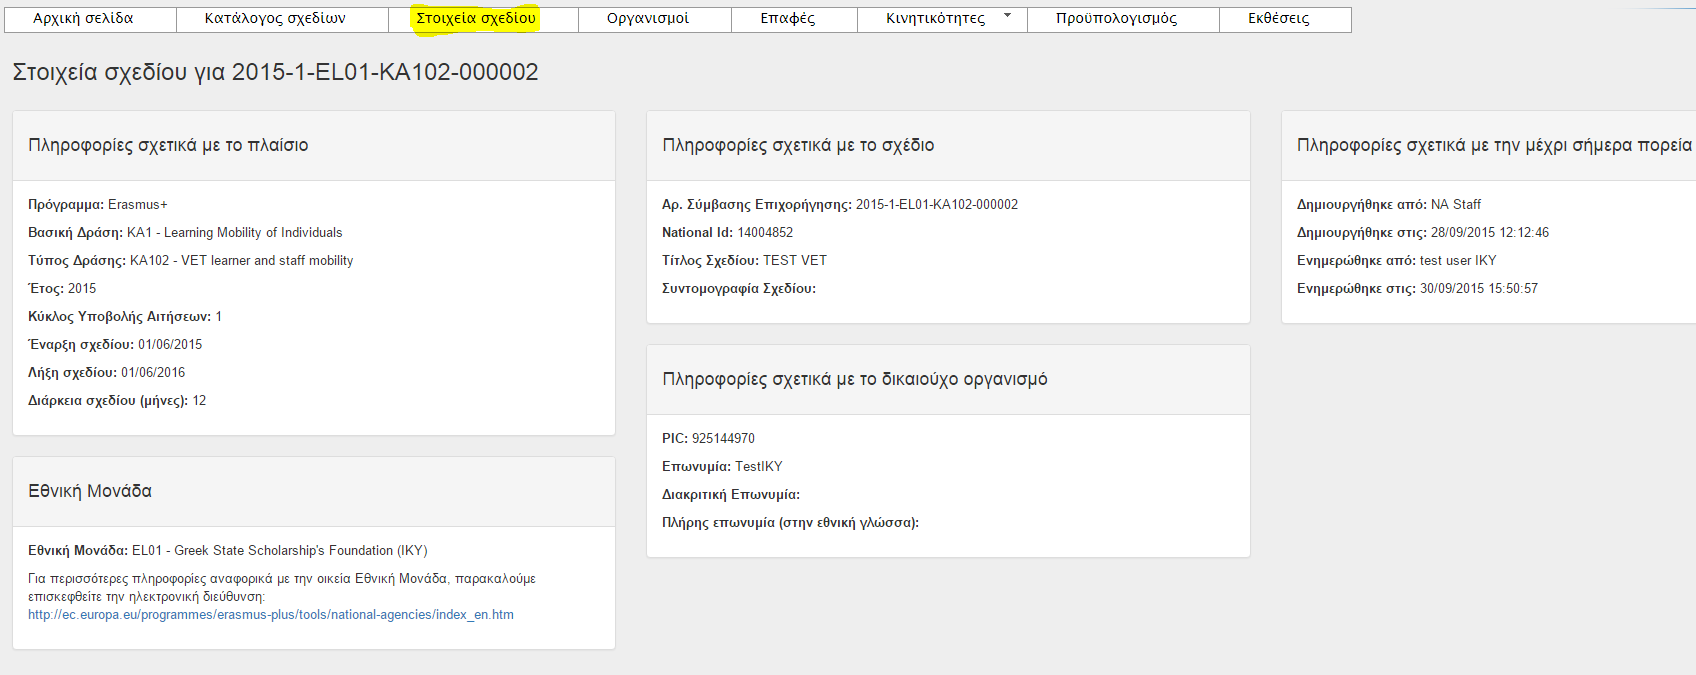 Αρχική σελίδα
Κατάλογος σχεδίων
Στοιχεία σχεδίου
Οργανισμοί
Επαφές
Κινητικότητες
Προϋπολογισμός
Εκθέσεις
Στοιχεία σχεδίου για 2015-1-EL01-KA102-000002
Πληροφορίες σχετικά με το πλαίσιο
Πρόγραμμα: Erasmus+
Βασική Δράση: KA1 - Learning Mobility of Individuals
Τύπος Δράσης: KA102 - VET learner and staff mobility
Έτος: 2015
Κύκλος Υποβολής Αιτήσεων: 1
Έναρξη σχεδίου: 01/06/2015
Λήξη σχεδίου: 01/06/2016
Διάρκεια σχεδίου (μήνες): 12
Εθνική Μονάδα
Εθνική Μονάδα: EL01 - Greek State Scholarship's Foundation (IKY)
Για περισσότερες πληροφορίες αναφορικά με την οικεία Εθνική Μονάδα, παρακαλούμε
επισκεφθείτε την ηλεκτρονική διεύθυνση:
http://ec.europa.eu/programmes/erasmus-plus/tools/national-agencies/index_en.htm
Πληροφορίες σχετικά με το σχέδιο
Αρ. Σύμβασης Επιχορήγησης: 2015-1-EL01-KA102-000002
National Id: 14004852
Τίτλος Σχεδίου: TEST VET
Συντομογραφία Σχεδίου:
Πληροφορίες σχετικά με το δικαιούχο οργανισμό
PIC: 925144970
Επωνυμία: TestIKY
Διακριτική Επωνυμία:
Πλήρης επωνυμία (στην εθνική γλώσσα):
Πληροφορίες σχετικά με την μέχρι σήμερα πορεία
Δημιουργήθηκε από: NA Staff
Δημιουργήθηκε στις: 28/09/2015 12:12:46
Ενημερώθηκε από: test user IKY
Ενημερώθηκε στις: 30/09/2015 15:50:57